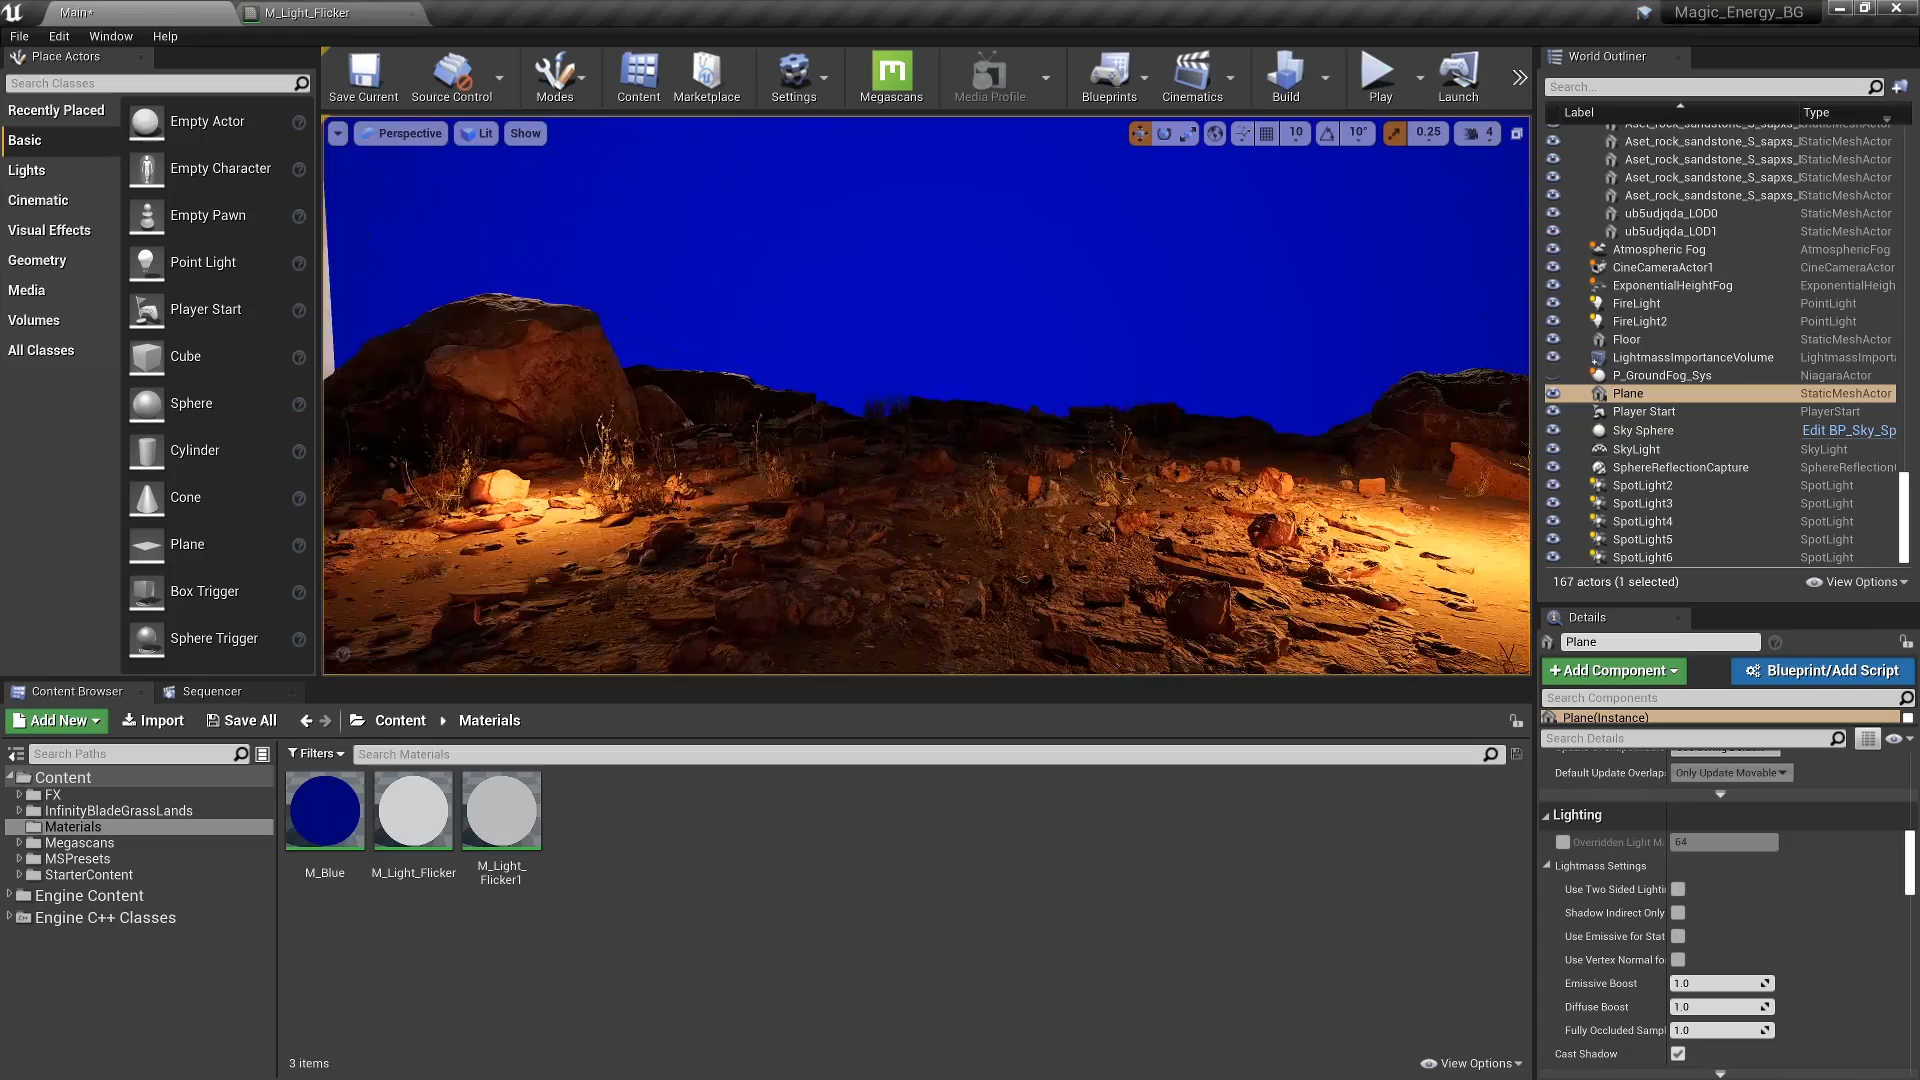 Main*
M_Light_Flicker
Magic_Energy_BG
File Edit Window Help
Place Actors
Search Classes
Recently Placed
Basic
Lights
Cinematic
Visual Effects
Geometry
Media
Volumes
All Classes
Empty Actor
Empty Character
Empty Pawn
Point Light
Player Start
Cube
Sphere
Cylinder
Cone
Plane
Box Trigger
Sphere Trigger
Save Current
Source Control
Modes
Content
Marketplace
Settings
Megascans
Media Profile
Blueprints
Cinematics
Build
Play
Launch
Perspective
Lit
Show
10
10°
0.25
4
World Outliner
Search...
Label Type
Aset_rock_sandstone_S_sapxs_ StaticMeshActor
Aset_rock_sandstone_S_sapxs_ StaticMeshActor
Aset_rock_sandstone_S_sapxs_ StaticMeshActor
Aset_rock_sandstone_S_sapxs_ StaticMeshActor
Aset_rock_sandstone_S_sapxs_ StaticMeshActor
ub5udjqda_LOD0 StaticMeshActor
ub5udjqda_LOD1 StaticMeshActor
Atmospheric Fog AtmosphericFog
CineCameraActor1 CineCameraActor
ExponentialHeightFog ExponentialHeigh
FireLight PointLight
FireLight2 PointLight
Floor StaticMeshActor
LightmassImportanceVolume LightmassImporta
P_GroundFog_Sys NiagaraActor
Plane StaticMeshActor
Player Start PlayerStart
Sky Sphere Edit BP_Sky_Sp
SkyLight SkyLight
SphereReflectionCapture SphereReflection
SpotLight2 SpotLight
SpotLight3 SpotLight
SpotLight4 SpotLight
SpotLight5 SpotLight
SpotLight6 SpotLight
167 actors (1 selected)
View Options
Details
Plane
+ Add Component
Blueprint/Add Script
Search Components
Plane(Instance)
Search Details
Default Update Overlap Only Update Movable
Lighting
Overridden Light M 64
Lightmass Settings
Use Two Sided Lighti
Shadow Indirect Only
Use Emissive for Stat
Use Vertex Normal fo
Emissive Boost 1.0
Diffuse Boost 1.0
Fully Occluded Sampl 1.0
Cast Shadow
Content Browser
Sequencer
Add New
Import
Save All
Content
Materials
Search Paths
Filters
Search Materials
Content
FX
InfinityBladeGrassLands
Materials
Megascans
MSPresets
StarterContent
Engine Content
Engine C++ Classes
M_Blue
M_Light_Flicker
M_Light_
Flicker1
3 items
View Options